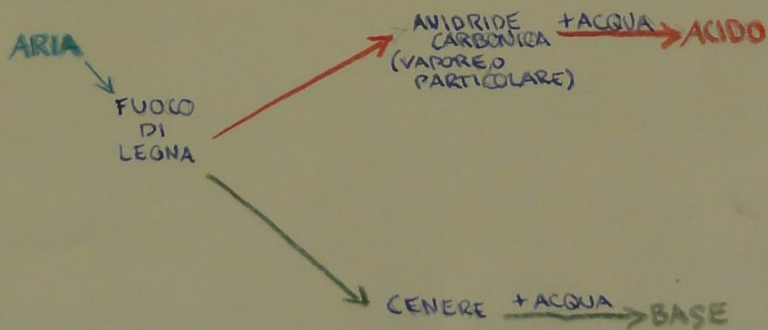 ARIA
FUOCO
DI
LEGNA
ANIDRIDE
CARBONICA
(VAPORE,O
PARTICOLARE)
+ACQUA
ACIDO
CENERE
+ACQUA
BASE